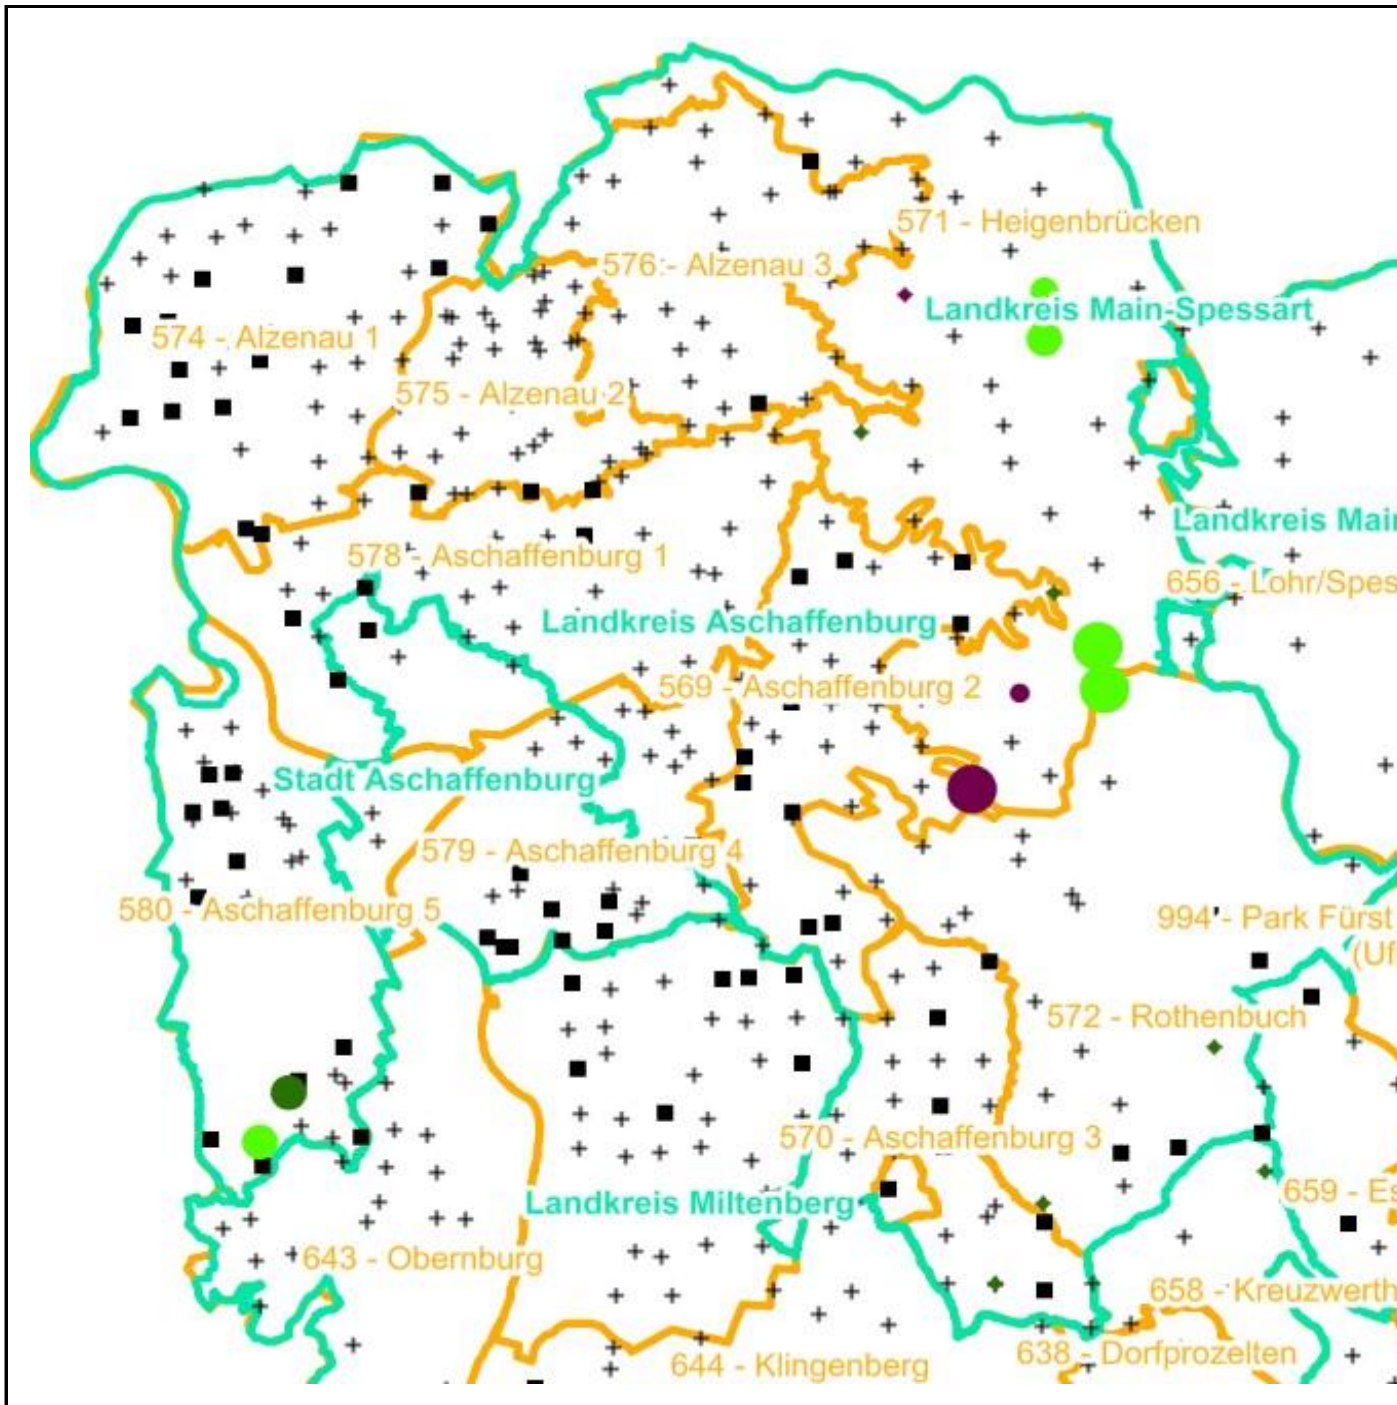 571 - Heigenbrücken
576 - Alzenau 3
Landkreis Main-Spessart
574 - Alzenau 1
575 - Alzenau 2
Landkreis Main
578 - Aschaffenburg 1
656 - Lohr/Spes
Landkreis Aschaffenburg
569 - Aschaffenburg 2
Stadt Aschaffenburg
579 - Aschaffenburg 4
580 - Aschaffenburg 5
994 - Park Fürst
(Uf
572 - Rothenbuch
570 - Aschaffenburg 3
659 - Es
Landkreis Miltenberg
643 - Obernburg
658 - Kreuzwerth
638 - Dorfprozelten
644 - Klingenberg